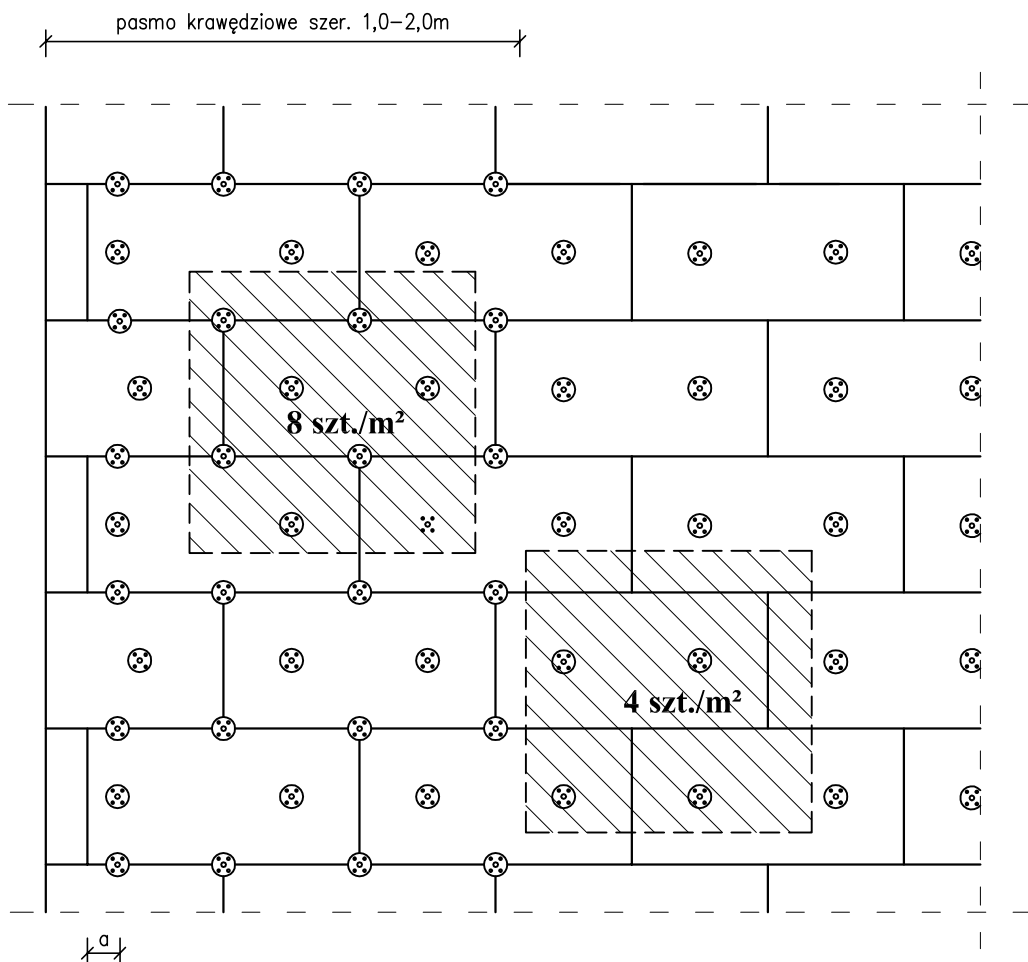 pasmo krawędziowe szer. 1,0–2,0m
8 szt./m²
4 szt./m²
a